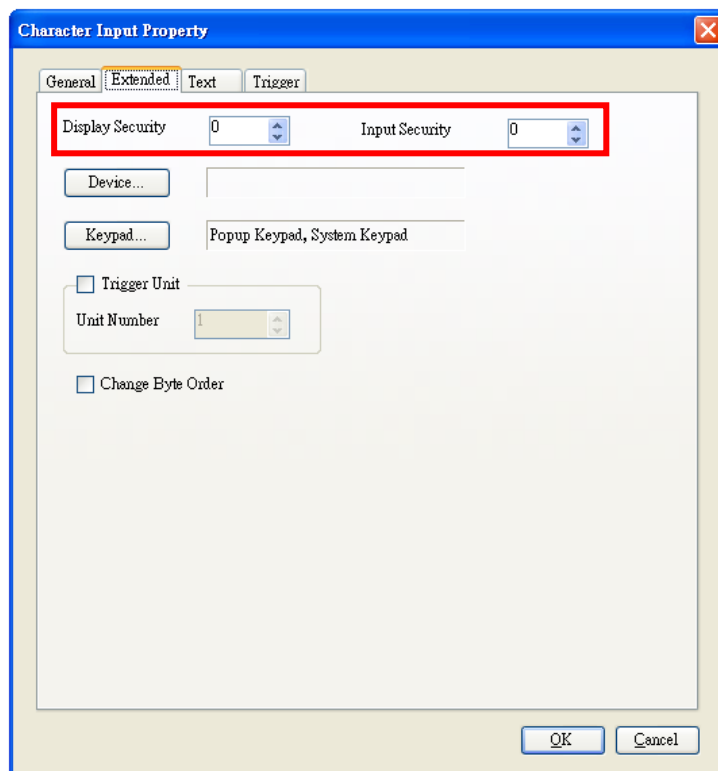 Character Input Property
General Extended Text Trigger
Display Security 0 Input Security 0
Device...
Keypad... Popup Keypad, System Keypad
Trigger Unit
Unit Number 1
Change Byte Order
OK Cancel